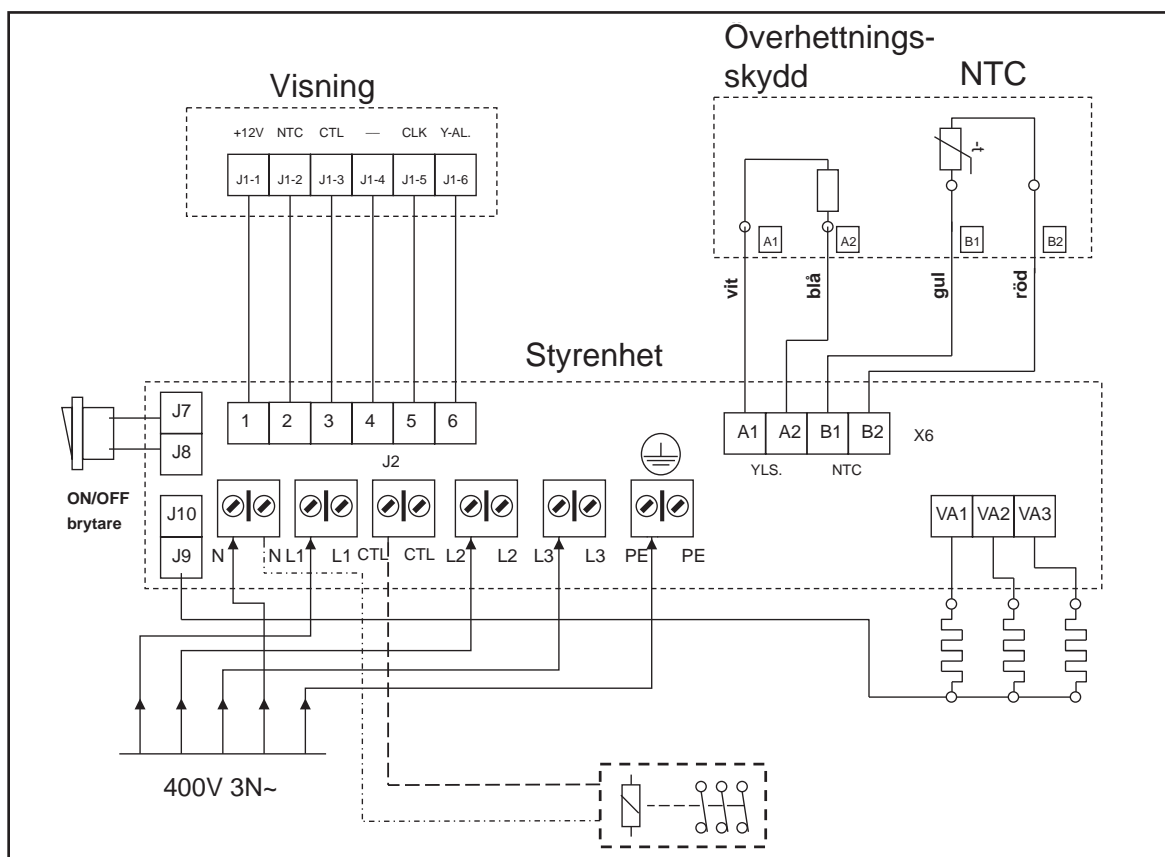 Overhettnings-
skydd
NTC
Visning
+12V NTC CTL — CLK Y-AL.
J1-1 J1-2 J1-3 J1-4 J1-5 J1-6
-t
A1 A2 B1 B2
vit blå gul röd
Styrenhet
J7
J8
1 2 3 4 5 6
J2
A1 A2 B1 B2 X6
YLS. NTC
ON/OFF
brytare
J10
J9
N N L1 L1 CTL CTL L2 L2 L3 L3 PE PE
VA1 VA2 VA3
400V 3N~